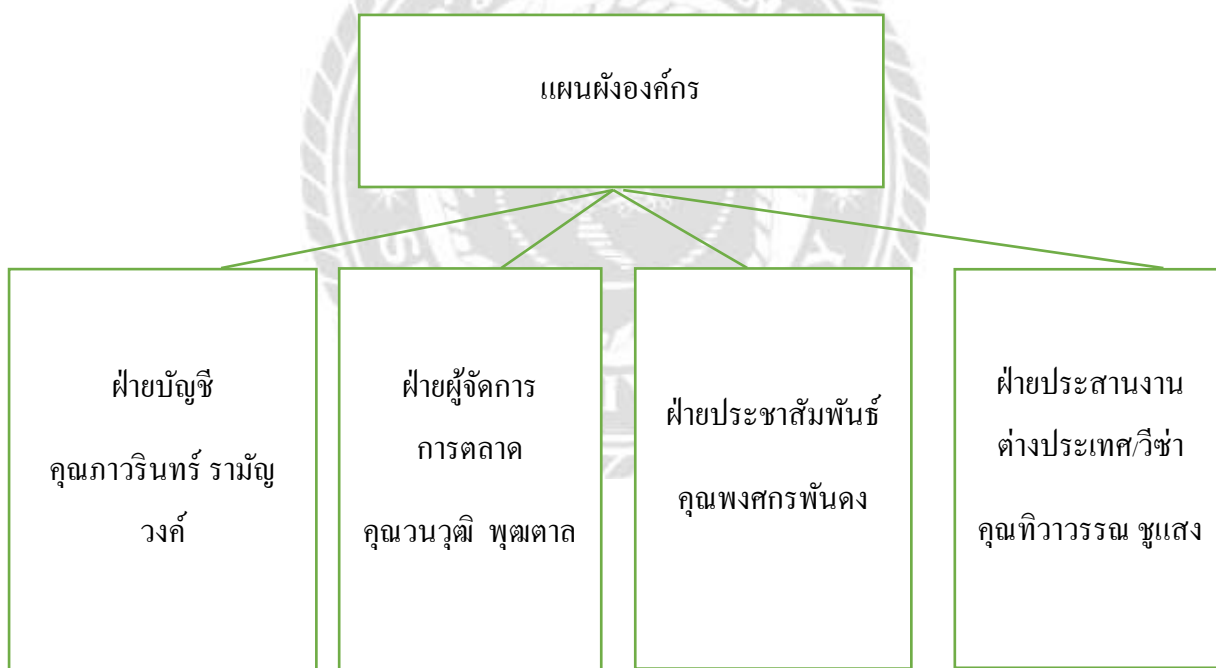 แผนผังองค์กร
ฝ่ายบัญชี
คุณภาวรินทร์ รามัญ
วงค์
ฝ่ายผู้จัดการ
การตลาด
คุณวนวุฒิ พุฒตาล
ฝ่ายประชาสัมพันธ์
คุณพงศกรพันดง
ฝ่ายประสานงาน
ต่างประเทศ/วีซ่า
คุณทิวาวรรณ ชูแสง